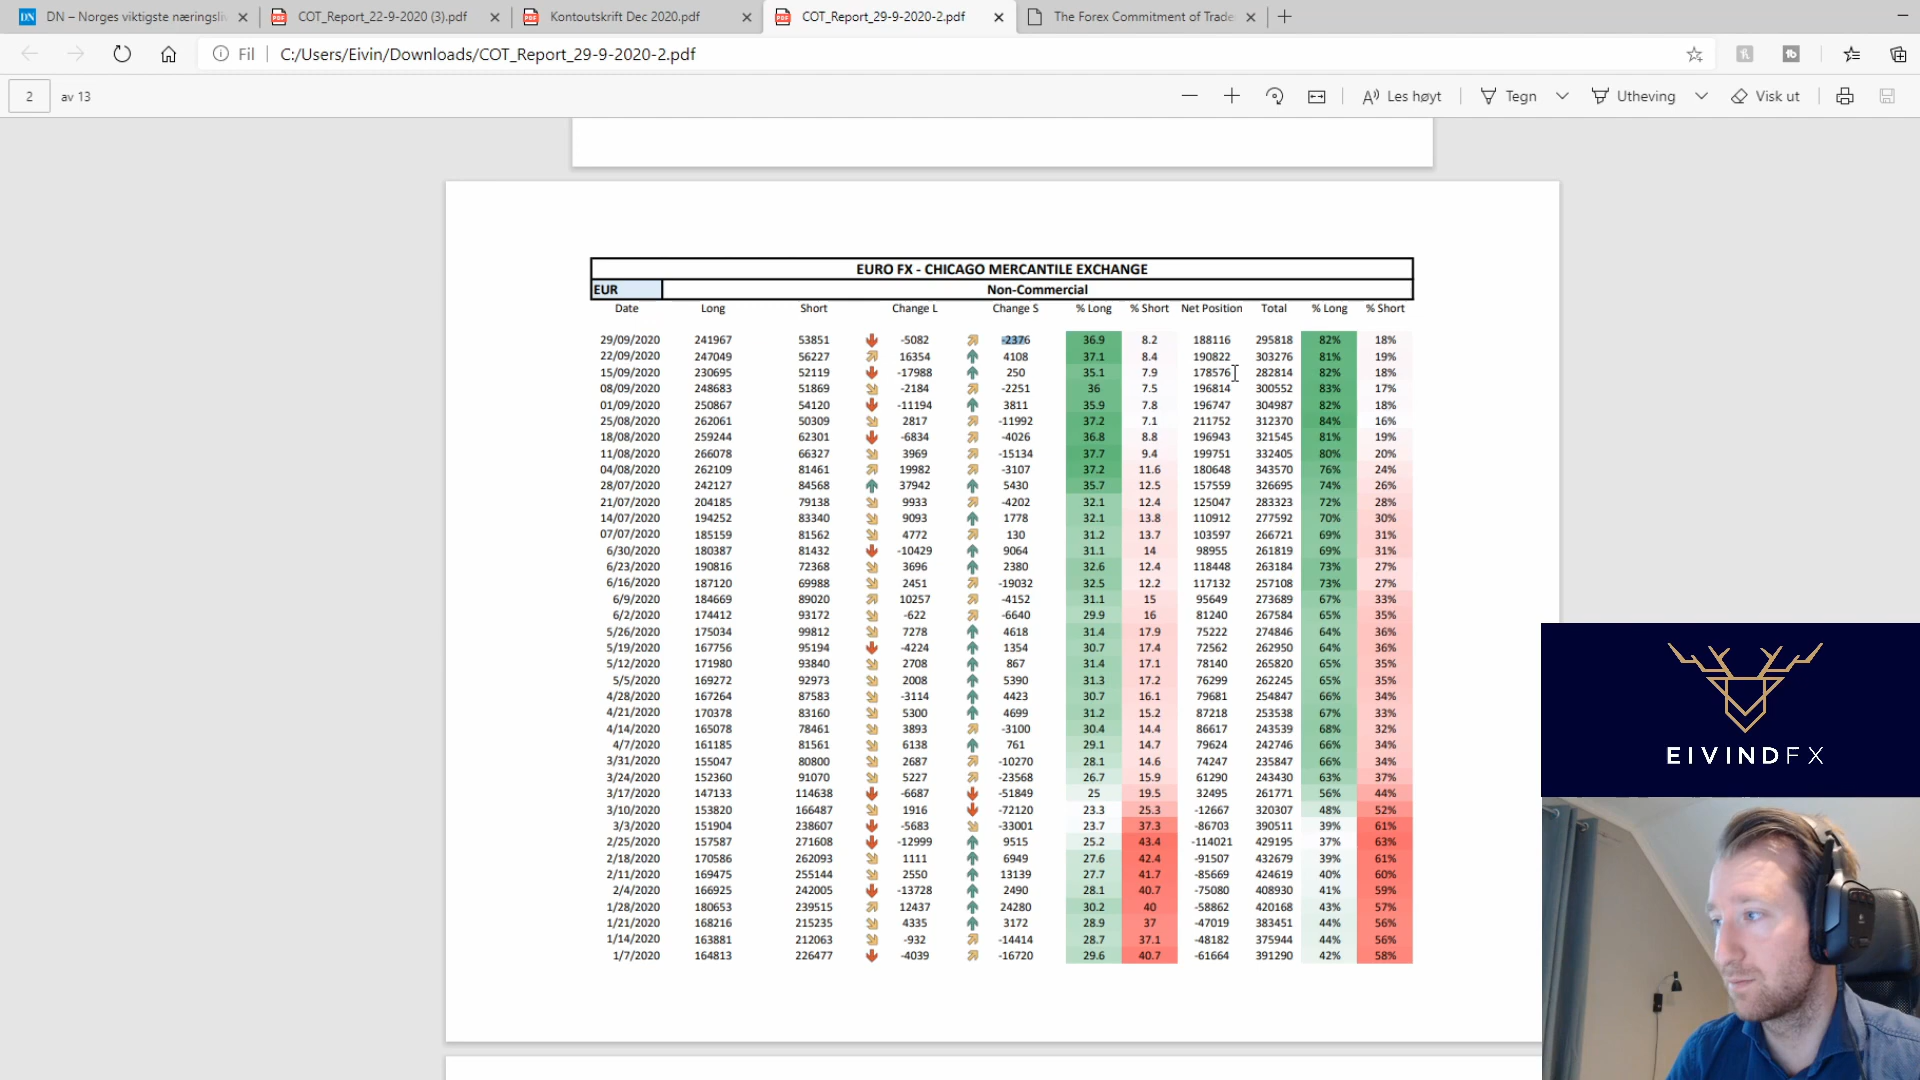 DN – Norges viktigste næringsli
COT_Report_22-9-2020 (3).pdf
Kontoutskrift Dec 2020.pdf
COT_Report_29-9-2020-2.pdf
The Forex Commitment of Trade
Fil C:/Users/Eivin/Downloads/COT_Report_29-9-2020-2.pdf
2 av 13 Les høyt Tegn Utheving Visk ut
EURO FX - CHICAGO MERCANTILE EXCHANGE
EUR Non-Commercial
Date Long Short Change L Change S % Long % Short Net Position Total % Long % Short
29/09/2020 241967 53851 -5082 -2376 36.9 8.2 188116 295818 82% 18%
22/09/2020 247049 56227 16354 4108 37.1 8.4 190822 303276 81% 19%
15/09/2020 230695 52119 -17988 250 35.1 7.9 178576 282814 82% 18%
08/09/2020 248683 51869 -2184 -2251 36 7.5 196814 300552 83% 17%
01/09/2020 250867 54120 -11194 3811 35.9 7.8 196747 304987 82% 18%
25/08/2020 262061 50309 2817 -11992 37.2 7.1 211752 312370 84% 16%
18/08/2020 259244 62301 -6834 -4026 36.8 8.8 196943 321545 81% 19%
11/08/2020 266078 66327 3969 -15134 37.7 9.4 199751 332405 80% 20%
04/08/2020 262109 81461 19982 -3107 37.2 11.6 180648 343570 76% 24%
28/07/2020 242127 84568 37942 5430 35.7 12.5 157559 326695 74% 26%
21/07/2020 204185 79138 9933 -4202 32.1 12.4 125047 283323 72% 28%
14/07/2020 194252 83340 9093 1778 32.1 13.8 110912 277592 70% 30%
07/07/2020 185159 81562 4772 130 31.2 13.7 103597 266721 69% 31%
6/30/2020 180387 81432 -10429 9064 31.1 14 98955 261819 69% 31%
6/23/2020 190816 72368 3696 2380 32.6 12.4 118448 263184 73% 27%
6/16/2020 187120 69988 2451 -19032 32.5 12.2 117132 257108 73% 27%
6/9/2020 184669 89020 10257 -4152 31.1 15 95649 273689 67% 33%
6/2/2020 174412 93172 -622 -6640 29.9 16 81240 267584 65% 35%
5/26/2020 175034 99812 7278 4618 31.4 17.9 75222 274846 64% 36%
5/19/2020 167756 95194 -4224 1354 30.7 17.4 72562 262950 64% 36%
5/12/2020 171980 93840 2708 867 31.4 17.1 78140 265820 65% 35%
5/5/2020 169272 92973 2008 5390 31.3 17.2 76299 262245 65% 35%
4/28/2020 167264 87583 -3114 4423 30.7 16.1 79681 254847 66% 34%
4/21/2020 170378 83160 5300 4699 31.2 15.2 87218 253538 67% 33%
4/14/2020 165078 78461 3893 -3100 30.4 14.4 86617 243539 68% 32%
4/7/2020 161185 81561 6138 761 29.1 14.7 79624 242746 66% 34%
3/31/2020 155047 80800 2687 -10270 28.1 14.6 74247 235847 66% 34%
3/24/2020 152360 91070 5227 -23568 26.7 15.9 61290 243430 63% 37%
3/17/2020 147133 114638 -6687 -51849 25 19.5 32495 261771 56% 44%
3/10/2020 153820 166487 1916 -72120 23.3 25.3 -12667 320307 48% 52%
3/3/2020 151904 238607 -5683 -33001 23.7 37.3 -86703 390511 39% 61%
2/25/2020 157587 271608 -12999 9515 25.2 43.4 -114021 429195 37% 63%
2/18/2020 170586 262093 1111 6949 27.6 42.4 -91507 432679 39% 61%
2/11/2020 169475 255144 2550 13139 27.7 41.7 -85669 424619 40% 60%
2/4/2020 166925 242005 -13728 2490 28.1 40.7 -75080 408930 41% 59%
1/28/2020 180653 239515 12437 24280 30.2 40 -58862 420168 43% 57%
1/21/2020 168216 215235 4335 3172 28.9 37 -47019 383451 44% 56%
1/14/2020 163881 212063 -932 -14414 28.7 37.1 -48182 375944 44% 56%
1/7/2020 164813 226477 -4039 -16720 29.6 40.7 -61664 391290 42% 58%
EIVINDFX